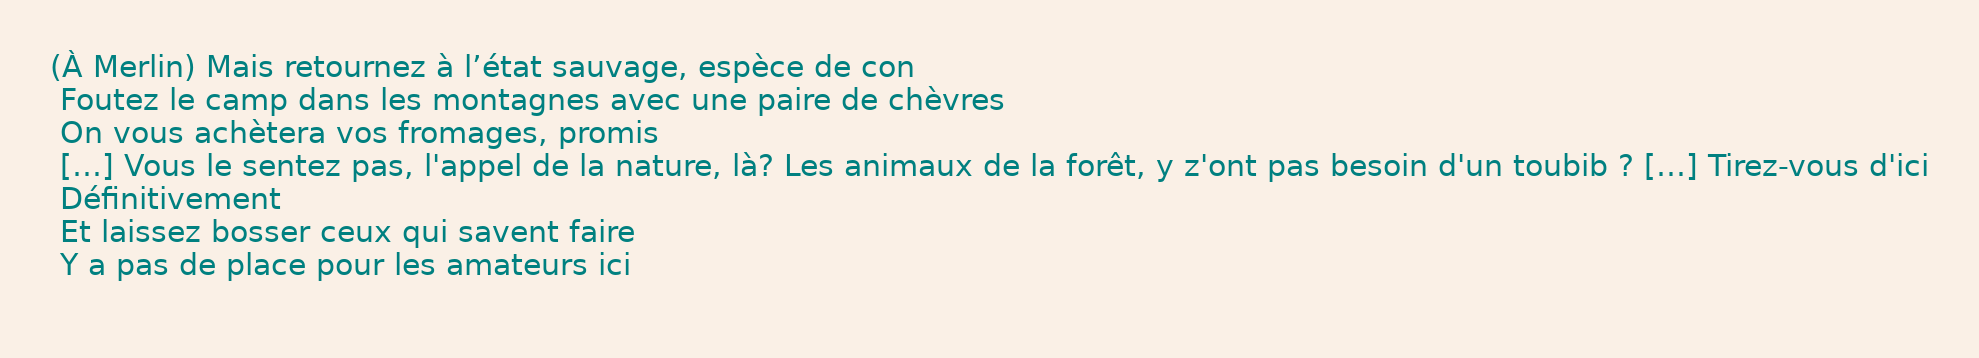 (À Merlin) Mais retournez à l’état sauvage, espèce de con
Foutez le camp dans les montagnes avec une paire de chèvres
On vous achètera vos fromages, promis
[…] Vous le sentez pas, l'appel de la nature, là? Les animaux de la forêt, y z'ont pas besoin d'un toubib ? […] Tirez-vous d'ici
Définitivement
Et laissez bosser ceux qui savent faire
Y a pas de place pour les amateurs ici